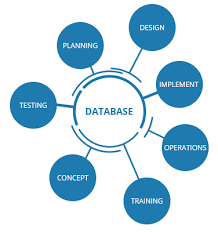 DESIGN
PLANNING
IMPLEMENT
TESTING
DATABASE
OPERATIONS
CONCEPT
TRAINING